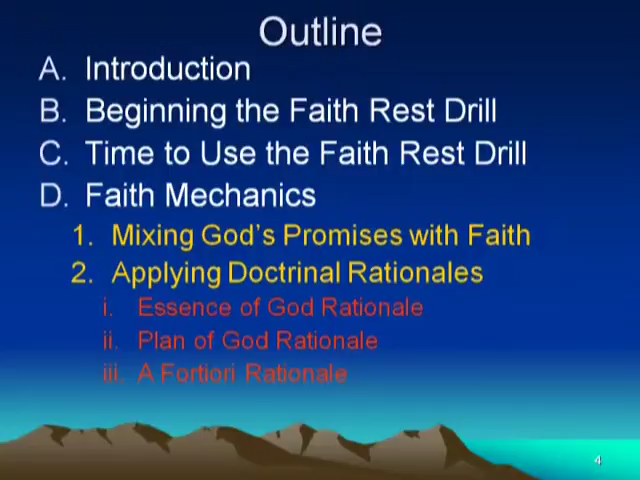 Outline
A. Introduction
B. Beginning the Faith Rest Drill
C. Time to Use the Faith Rest Drill
D. Faith Mechanics
1. Mixing God's Promises with Faith
2. Applying Doctrinal Rationales
i. Essence of God Rationale
ii. Plan of God Rationale
iii. A Fortiori Rationale
4